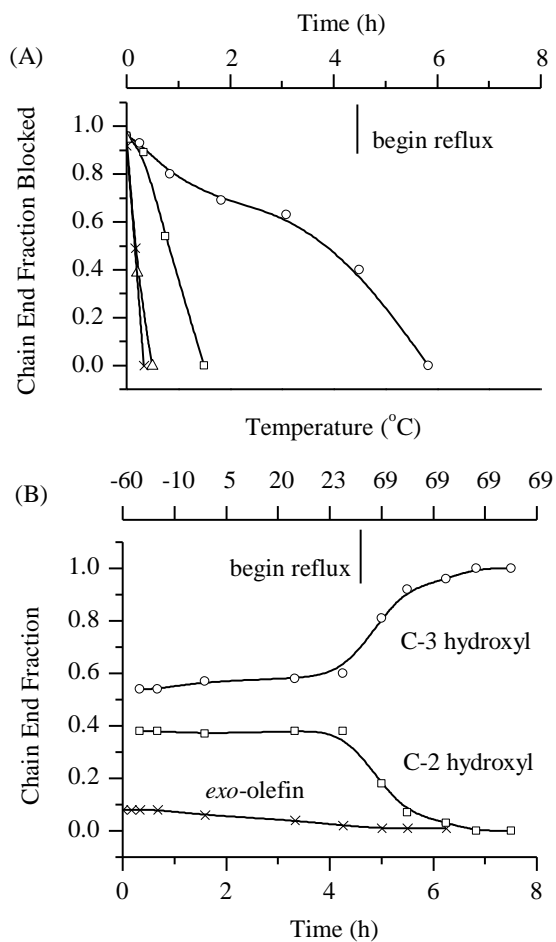 Time (h)
(A)
0 2 4 6 8
1.0
begin reflux
0.8
0.6
0.4
0.2
0.0
Chain End Fraction Blocked
Temperature (°C)
(B)
-60 -10 5 20 23 69 69 69 69
begin reflux
1.0
0.8
C-3 hydroxyl
0.6
0.4
C-2 hydroxyl
exo-olefin
0.2
0.0
Chain End Fraction
0 2 4 6 8
Time (h)